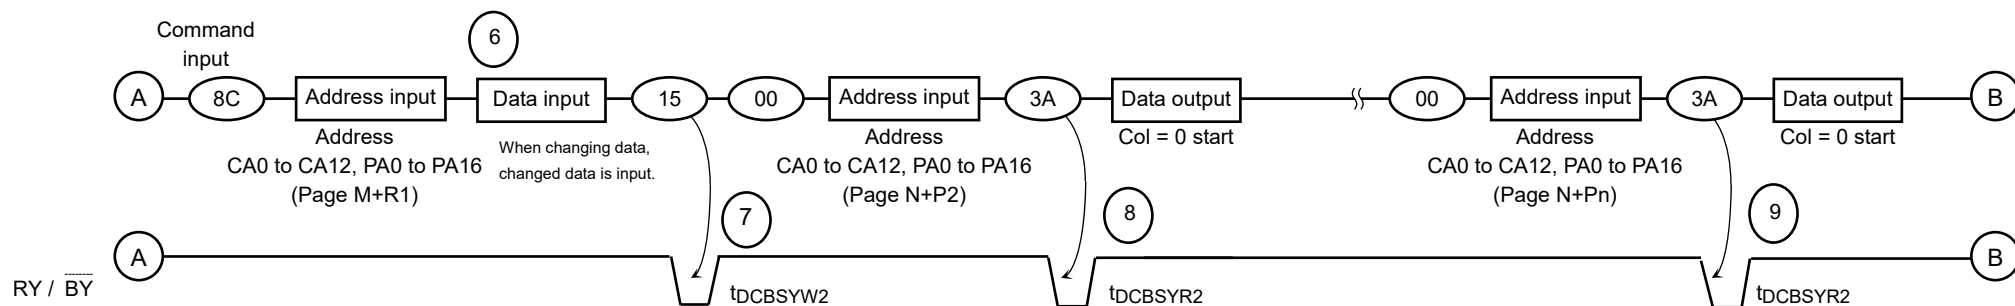 Command
input
6
A
8C
Address input
Data input
15
00
Address input
3A
Data output
00
Address input
3A
Data output
B
Address
CA0 to CA12, PA0 to PA16
(Page M+R1)
When changing data,
changed data is input.
Address
CA0 to CA12, PA0 to PA16
(Page N+P2)
Col = 0 start
Address
CA0 to CA12, PA0 to PA16
(Page N+Pn)
Col = 0 start
7
8
9
A
B
RY / BY
tDCBSYW2
tDCBSYR2
tDCBSYR2